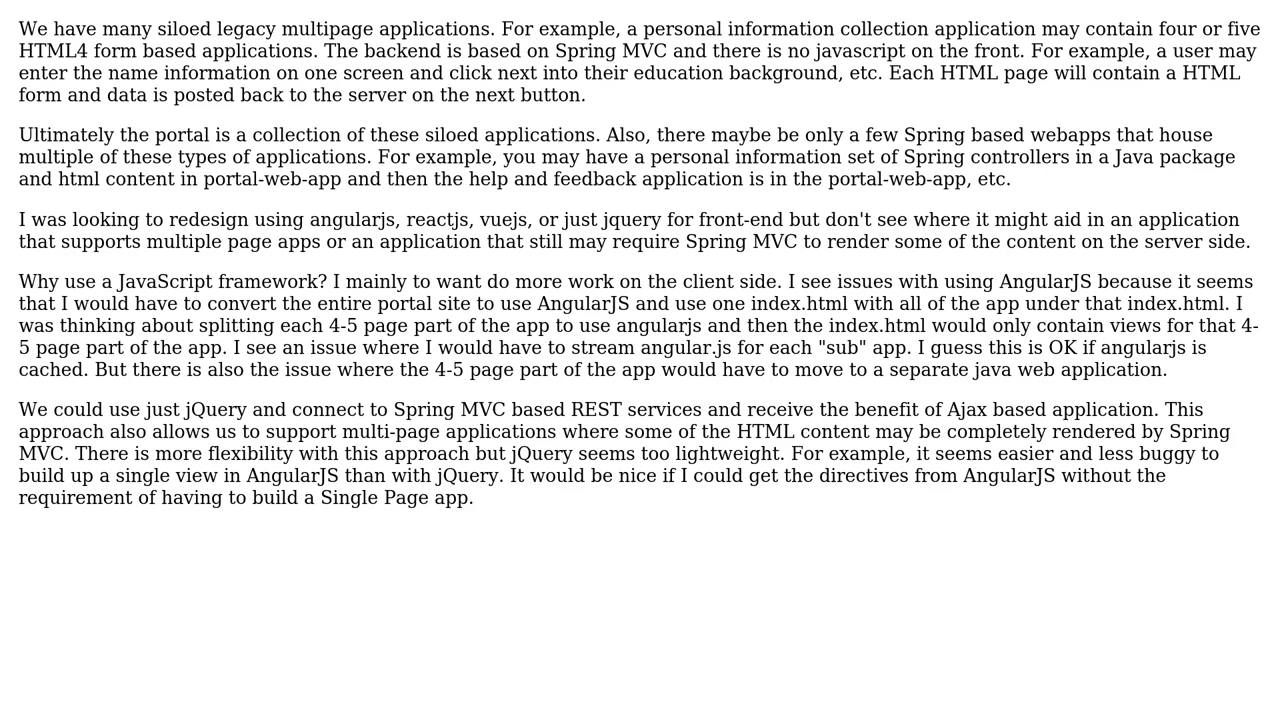 We have many siloed legacy multipage applications. For example, a personal information collection application may contain four or five
HTML4 form based applications. The backend is based on Spring MVC and there is no javascript on the front. For example, a user may
enter the name information on one screen and click next into their education background, etc. Each HTML page will contain a HTML
form and data is posted back to the server on the next button.
Ultimately the portal is a collection of these siloed applications. Also, there maybe be only a few Spring based webapps that house
multiple of these types of applications. For example, you may have a personal information set of Spring controllers in a Java package
and html content in portal-web-app and then the help and feedback application is in the portal-web-app, etc.
I was looking to redesign using angularjs, reactjs, vuejs, or just jquery for front-end but don't see where it might aid in an application
that supports multiple page apps or an application that still may require Spring MVC to render some of the content on the server side.
Why use a JavaScript framework? I mainly to want do more work on the client side. I see issues with using AngularJS because it seems
that I would have to convert the entire portal site to use AngularJS and use one index.html with all of the app under that index.html. I
was thinking about splitting each 4-5 page part of the app to use angularjs and then the index.html would only contain views for that 4-
5 page part of the app. I see an issue where I would have to stream angular.js for each "sub" app. I guess this is OK if angularjs is
cached. But there is also the issue where the 4-5 page part of the app would have to move to a separate java web application.
We could use just jQuery and connect to Spring MVC based REST services and receive the benefit of Ajax based application. This
approach also allows us to support multi-page applications where some of the HTML content may be completely rendered by Spring
MVC. There is more flexibility with this approach but jQuery seems too lightweight. For example, it seems easier and less buggy to
build up a single view in AngularJS than with jQuery. It would be nice if I could get the directives from AngularJS without the
requirement of having to build a Single Page app.